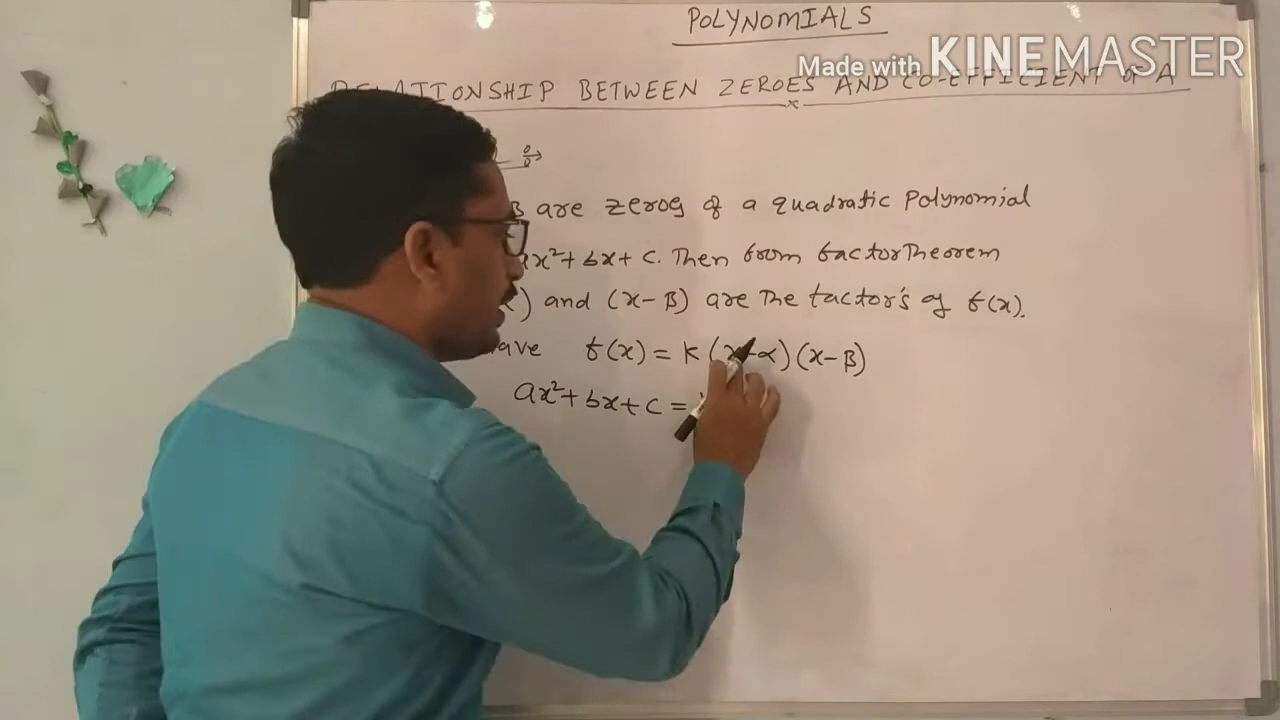 POLYNOMIALS
Made with KINEMASTER
RELATIONSHIP BETWEEN ZEROES AND CO-EFFICIENT OF A
β are zeros of a quadratic Polynomial
ax²+bx+c. Then from factor Theorem
α) and (x-β) are The factor's of f(x).
have f(x) = K(x-α)(x-β)
ax²+bx+c =